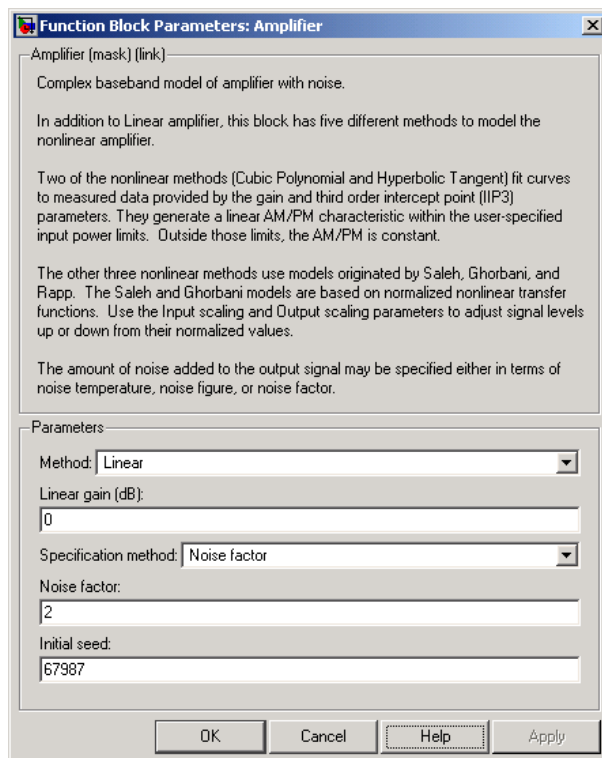 Function Block Parameters: Amplifier
Amplifier (mask) (link)
Complex baseband model of amplifier with noise.
In addition to Linear amplifier, this block has five different methods to model the
nonlinear amplifier.
Two of the nonlinear methods (Cubic Polynomial and Hyperbolic Tangent) fit curves
to measured data provided by the gain and third order intercept point (IIP3)
parameters. They generate a linear AM/PM characteristic within the user-specified
input power limits.  Outside those limits, the AM/PM is constant.
The other three nonlinear methods use models originated by Saleh, Ghorbani, and
Rapp.  The Saleh and Ghorbani models are based on normalized nonlinear transfer
functions.  Use the Input scaling and Output scaling parameters to adjust signal levels
up or down from their normalized values.
The amount of noise added to the output signal may be specified either in terms of
noise temperature, noise figure, or noise factor.
Parameters
Method: Linear
Linear gain (dB):
0
Specification method: Noise factor
Noise factor:
2
Initial seed:
67987
OK Cancel Help Apply